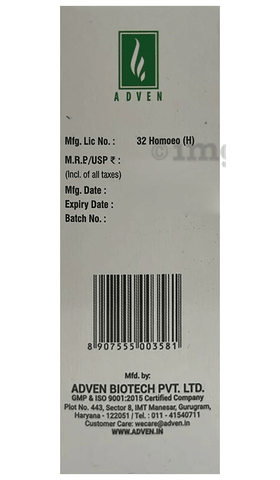 ADVEN
Mfg. Lic No. : 32 Homoeo (H)
M.R.P/USP ₹ :
(Incl. of all taxes)
Mfg. Date :
Expiry Date :
Batch No. :
8 907555 003581
Mfd. by:
ADVEN BIOTECH PVT. LTD.
GMP & ISO 9001:2015 Certified Company
Plot No. 443, Sector 8, IMT Manesar, Gurugram,
Haryana - 122051 / Tel. : 011 - 41540711
Customer Care: wecare@adven.in
WWW.ADVEN.IN